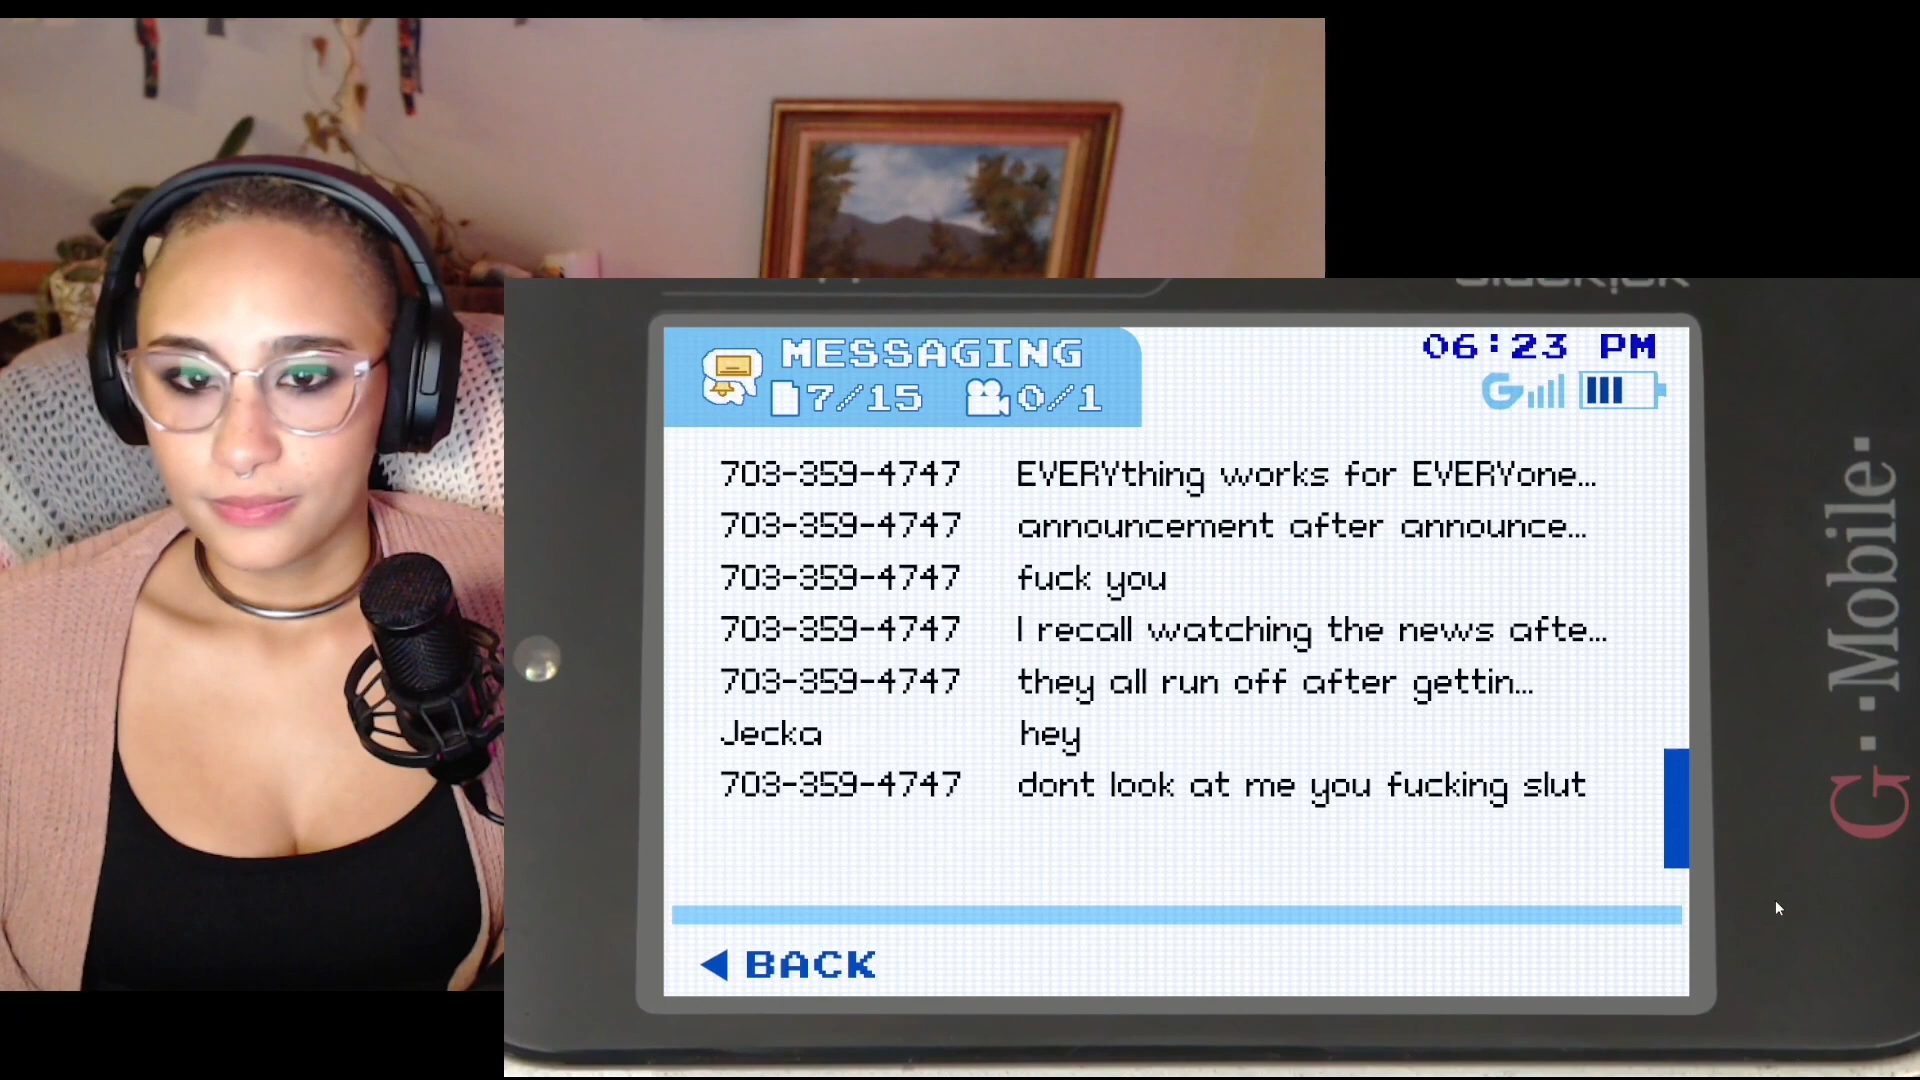 MESSAGING
7/15 0/1
06:23 PM
G
703-359-4747 EVERYthing works for EVERYone...
703-359-4747 announcement after announce...
703-359-4747 fuck you
703-359-4747 I recall watching the news afte...
703-359-4747 they all run off after gettin...
Jecka hey
703-359-4747 dont look at me you fucking slut
BACK
G··Mobile·